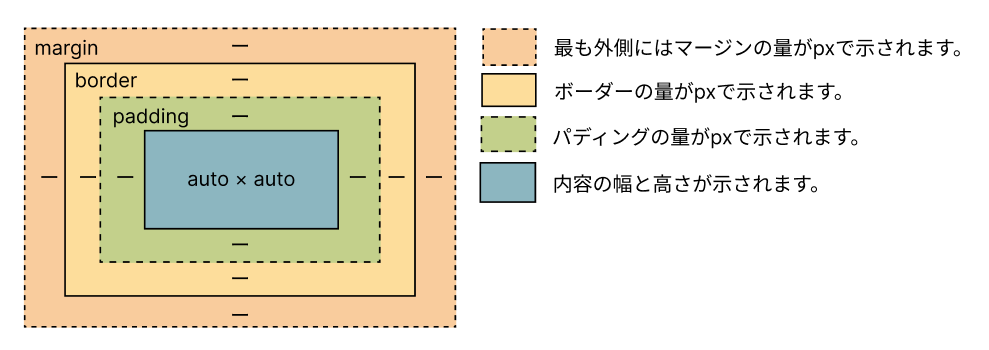 margin
–
border
–
padding
–
– – – auto × auto – – –
–
–
–
最も外側にはマージンの量がpxで示されます。
ボーダーの量がpxで示されます。
パディングの量がpxで示されます。
内容の幅と高さが示されます。